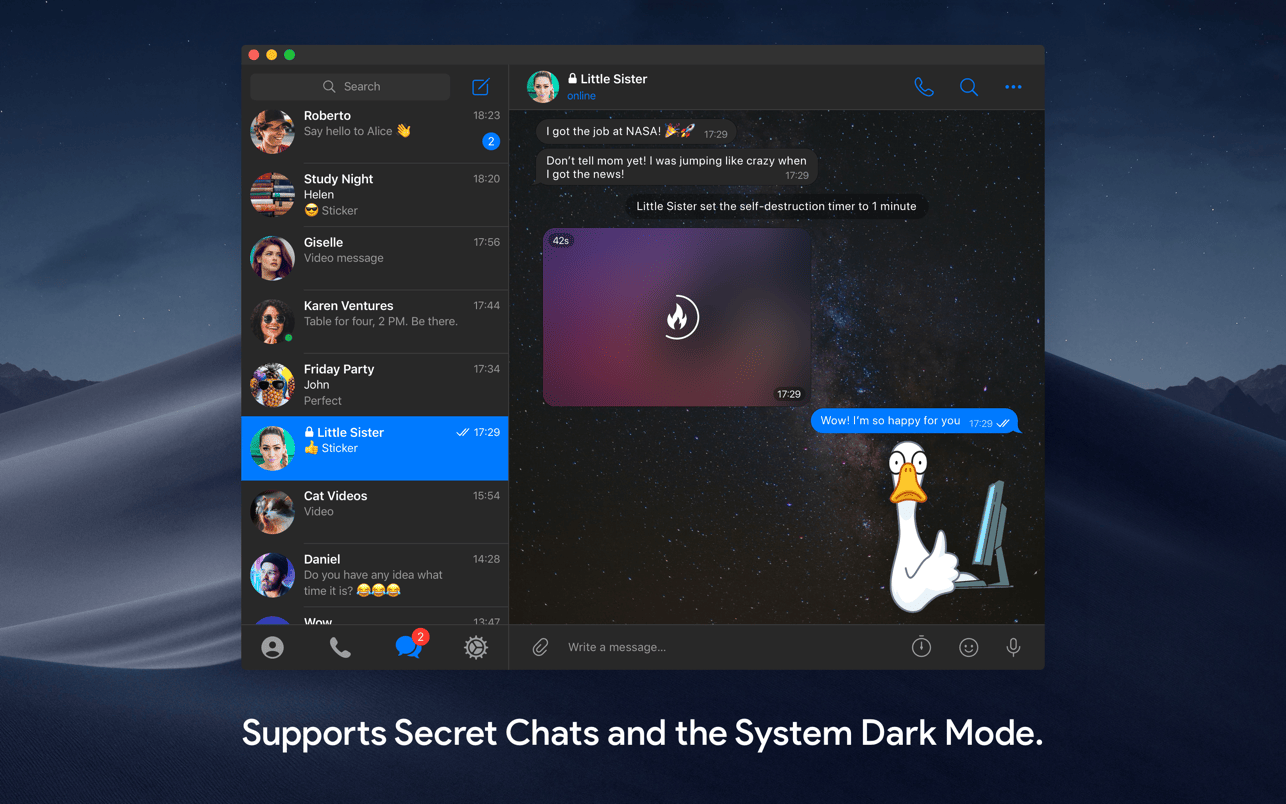 Search
Roberto 18:23
Say hello to Alice 👋 2
Study Night 18:20
Helen
😎 Sticker
Giselle 17:56
Video message
Karen Ventures 17:44
Table for four, 2 PM. Be there.
Friday Party 17:34
John
Perfect
Little Sister 17:29
👍 Sticker
Cat Videos 15:54
Video
Daniel 14:28
Do you have any idea what
time it is? 😂😂😂
Wow 13:47
2
Little Sister
online
I got the job at NASA! 🎉🚀 17:29
Don't tell mom yet! I was jumping like crazy when
I got the news! 17:29
Little Sister set the self-destruction timer to 1 minute
42s
17:29
Wow! I'm so happy for you 17:29
Write a message...
Supports Secret Chats and the System Dark Mode.